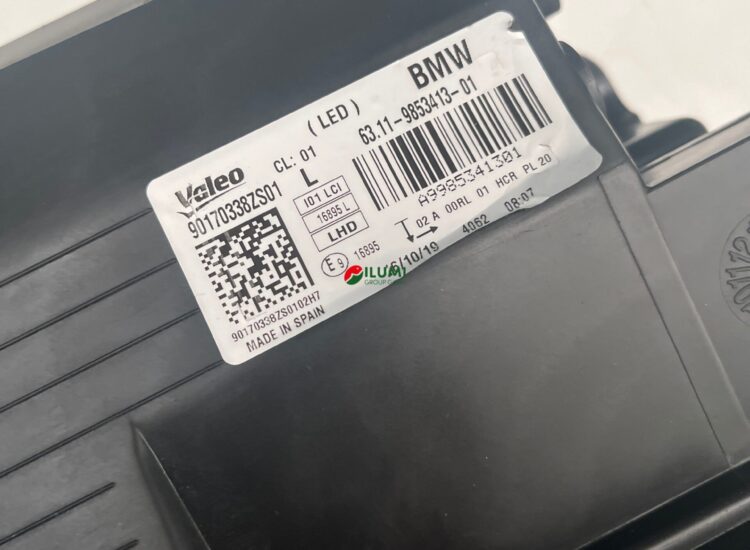 BMW
(LED)
63.11-9853413-01
Valeo
CL: 01
90170338ZS01
L
I01 LCI
16895 L
LHD
A9985341301
02 A 00RL 01 HCR PL 20
E9 16895
/10/19
4062
08:07
90170338ZS0102H7
MADE IN SPAIN
ILUMI